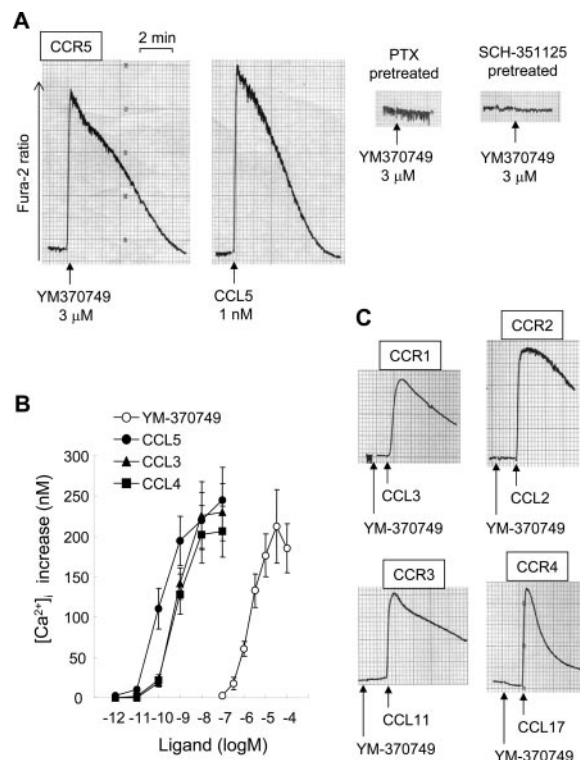 A
CCR5
2 min
Fura-2 ratio
YM370749
3 μM
CCL5
1 nM
PTX
pretreated
YM370749
3 μM
SCH-351125
pretreated
YM370749
3 μM
B
YM-370749
CCL5
CCL3
CCL4
[Ca²⁺]ᵢ increase (nM)
300
250
200
150
100
50
0
-12 -11 -10 -9 -8 -7 -6 -5 -4
Ligand (logM)
C
CCR1
CCL3
YM-370749
CCR2
CCL2
YM-370749
CCR3
CCL11
YM-370749
CCR4
CCL17
YM-370749